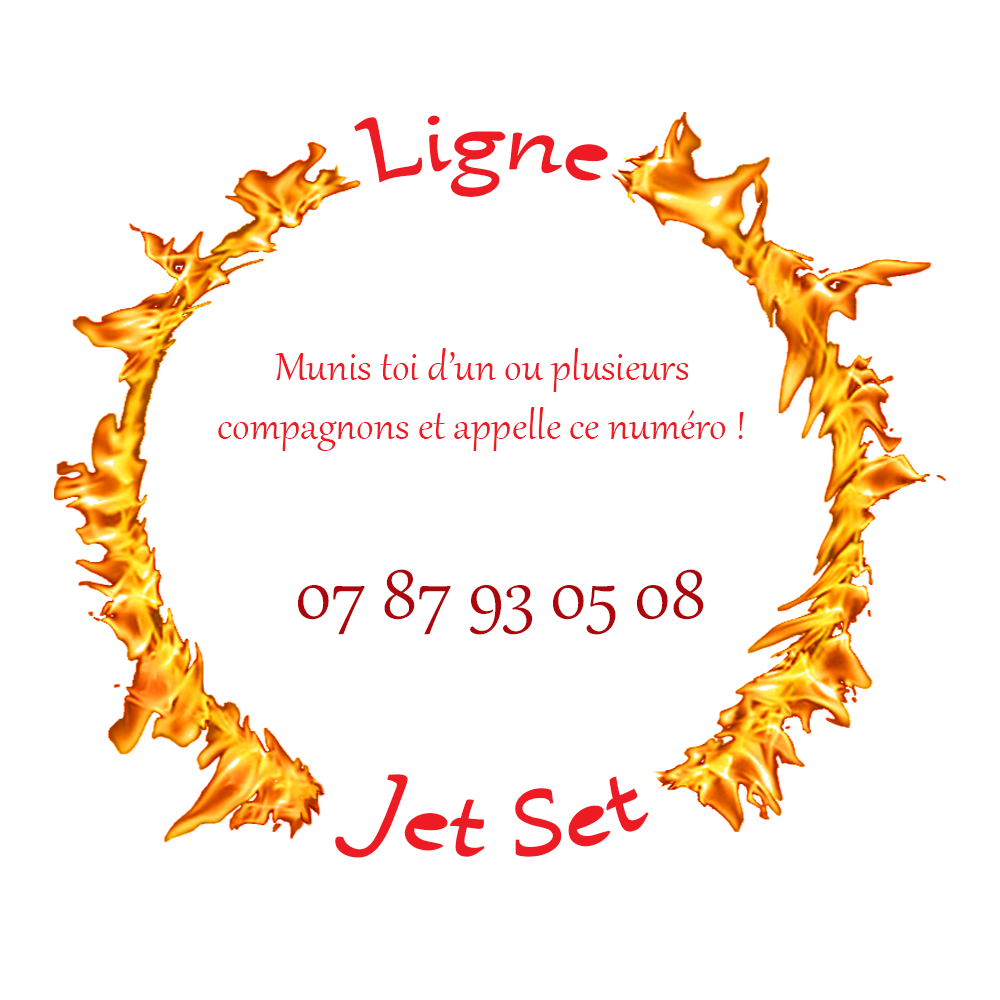 Ligne
Munis toi d'un ou plusieurs
compagnons et appelle ce numéro !
07 87 93 05 08
Jet Set